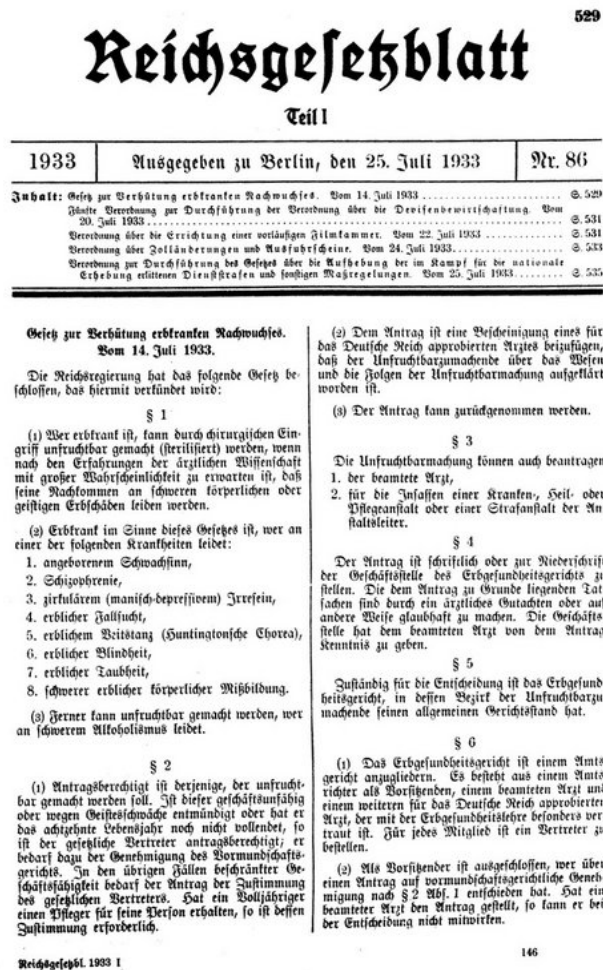 529
Reichsgesetzblatt
Teil I
1933 Ausgegeben zu Berlin, den 25. Juli 1933 Nr. 86
Inhalt: Gesetz zur Verhütung erbkranken Nachwuchses. Vom 14. Juli 1933 ........ S. 529
Fünfte Verordnung zur Durchführung der Verordnung über die Devisenbewirtschaftung. Vom
20. Juli 1933 ........ S. 531
Verordnung über die Errichtung einer vorläufigen Filmkammer. Vom 22. Juli 1933 ........ S. 531
Verordnung über Zolländerungen und Ausfuhrscheine. Vom 24. Juli 1933 ........ S. 533
Verordnung zur Durchführung des Gesetzes über die Aufhebung der im Kampf für die nationale
Erhebung erlittenen Dienststrafen und sonstigen Maßregelungen. Vom 25. Juli 1933 ........ S. 535
Gesetz zur Verhütung erbkranken Nachwuchses.
Vom 14. Juli 1933.
Die Reichsregierung hat das folgende Gesetz be-
schlossen, das hiermit verkündet wird:
§ 1
(1) Wer erbkrank ist, kann durch chirurgischen Ein-
griff unfruchtbar gemacht (sterilisiert) werden, wenn
nach den Erfahrungen der ärztlichen Wissenschaft
mit großer Wahrscheinlichkeit zu erwarten ist, daß
seine Nachkommen an schweren körperlichen oder
geistigen Erbschäden leiden werden.
(2) Erbkrank im Sinne dieses Gesetzes ist, wer an
einer der folgenden Krankheiten leidet:
1. angeborenem Schwachsinn,
2. Schizophrenie,
3. zirkulärem (manisch-depressivem) Irresein,
4. erblicher Fallsucht,
5. erblichem Veitstanz (Huntingtonsche Chorea),
6. erblicher Blindheit,
7. erblicher Taubheit,
8. schwerer erblicher körperlicher Mißbildung.
(3) Ferner kann unfruchtbar gemacht werden, wer
an schwerem Alkoholismus leidet.
§ 2
(1) Antragsberechtigt ist derjenige, der unfrucht-
bar gemacht werden soll. Ist dieser geschäftsunfähig
oder wegen Geistesschwäche entmündigt oder hat er
das achtzehnte Lebensjahr noch nicht vollendet, so
ist der gesetzliche Vertreter antragsberechtigt; er
bedarf dazu der Genehmigung des Vormundschafts-
gerichts. In den übrigen Fällen beschränkter Ge-
schäftsfähigkeit bedarf der Antrag der Zustimmung
des gesetzlichen Vertreters. Hat ein Volljähriger
einen Pfleger für seine Person erhalten, so ist dessen
Zustimmung erforderlich.
(2) Dem Antrag ist eine Bescheinigung eines für
das Deutsche Reich approbierten Arztes beizufügen,
daß der Unfruchtbarzumachende über das Wesen
und die Folgen der Unfruchtbarmachung aufgeklärt
worden ist.
(3) Der Antrag kann zurückgenommen werden.
§ 3
Die Unfruchtbarmachung können auch beantragen
1. der beamtete Arzt,
2. für die Insassen einer Kranken-, Heil- oder
Pflegeanstalt oder einer Strafanstalt der An
staltsleiter.
§ 4
Der Antrag ist schriftlich oder zur Niederschrif
der Geschäftsstelle des Erbgesundheitsgerichts z
stellen. Die dem Antrag zu Grunde liegenden Tat
sachen sind durch ein ärztliches Gutachten oder auf
andere Weise glaubhaft zu machen. Die Geschäfts
stelle hat dem beamteten Arzt von dem Antrag
Kenntnis zu geben.
§ 5
Zuständig für die Entscheidung ist das Erbgesund
heitsgericht, in dessen Bezirk der Unfruchtbarzu
machende seinen allgemeinen Gerichtsstand hat.
§ 6
(1) Das Erbgesundheitsgericht ist einem Amts
gericht anzugliedern. Es besteht aus einem Amts
richter als Vorsitzenden, einem beamteten Arzt und
einem weiteren für das Deutsche Reich approbierten
Arzt, der mit der Erbgesundheitslehre besonders ver
traut ist. Für jedes Mitglied ist ein Vertreter zu
bestellen.
(2) Als Vorsitzender ist ausgeschlossen, wer über
einen Antrag auf vormundschaftsgerichtliche Geneh
migung nach § 2 Abs. 1 entschieden hat. Hat ein
beamteter Arzt den Antrag gestellt, so kann er bei
der Entscheidung nicht mitwirken.
Reichsgesetzbl. 1933 I
146